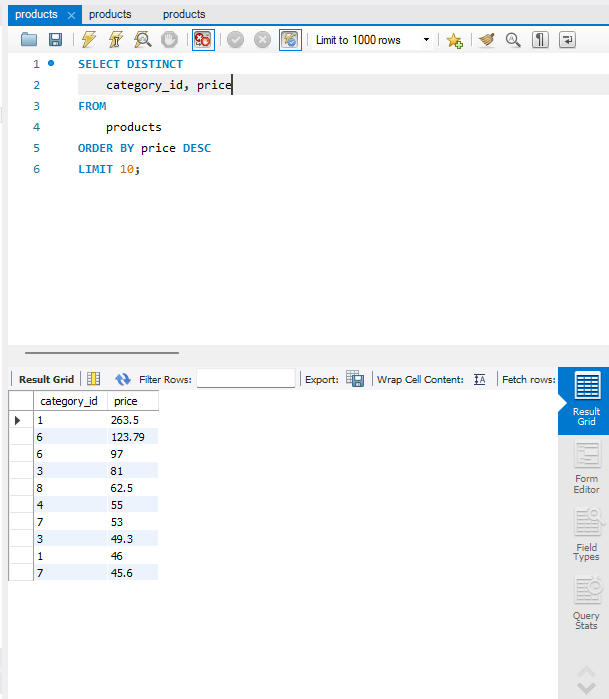 products × products products
Limit to 1000 rows
1 SELECT DISTINCT
2 category_id, price
3 FROM
4 products
5 ORDER BY price DESC
6 LIMIT 10;
Result Grid Filter Rows: Export: Wrap Cell Content: Fetch rows:
category_id price
1 263.5
6 123.79
6 97
3 81
8 62.5
4 55
7 53
3 49.3
1 46
7 45.6
Result
Grid
Form
Editor
Field
Types
Query
Stats